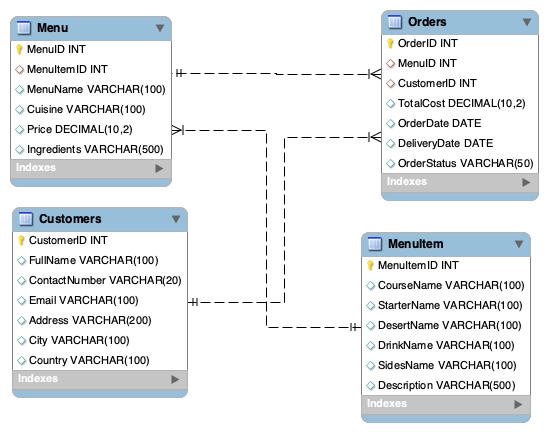 Menu
MenuID INT
MenuItemID INT
MenuName VARCHAR(100)
Cuisine VARCHAR(100)
Price DECIMAL(10,2)
Ingredients VARCHAR(500)
Indexes
Orders
OrderID INT
MenuID INT
CustomerID INT
TotalCost DECIMAL(10,2)
OrderDate DATE
DeliveryDate DATE
OrderStatus VARCHAR(50)
Indexes
Customers
CustomerID INT
FullName VARCHAR(100)
ContactNumber VARCHAR(20)
Email VARCHAR(100)
Address VARCHAR(200)
City VARCHAR(100)
Country VARCHAR(100)
Indexes
MenuItem
MenuItemID INT
CourseName VARCHAR(100)
StarterName VARCHAR(100)
DesertName VARCHAR(100)
DrinkName VARCHAR(100)
SidesName VARCHAR(100)
Description VARCHAR(500)
Indexes